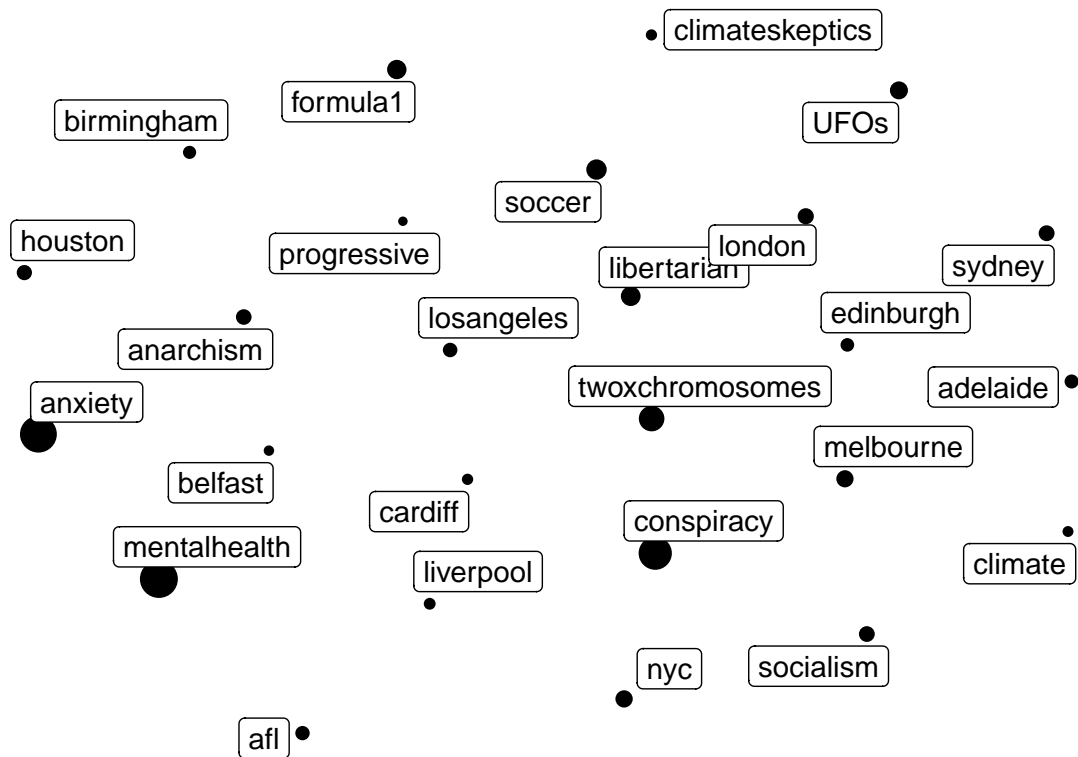 climateskeptics
formula1
birmingham
UFOs
soccer
houston
progressive
london
libertarian
sydney
losangeles
edinburgh
anarchism
twoxchromosomes
adelaide
anxiety
melbourne
belfast
cardiff
conspiracy
mentalhealth
liverpool
climate
nyc
socialism
afl